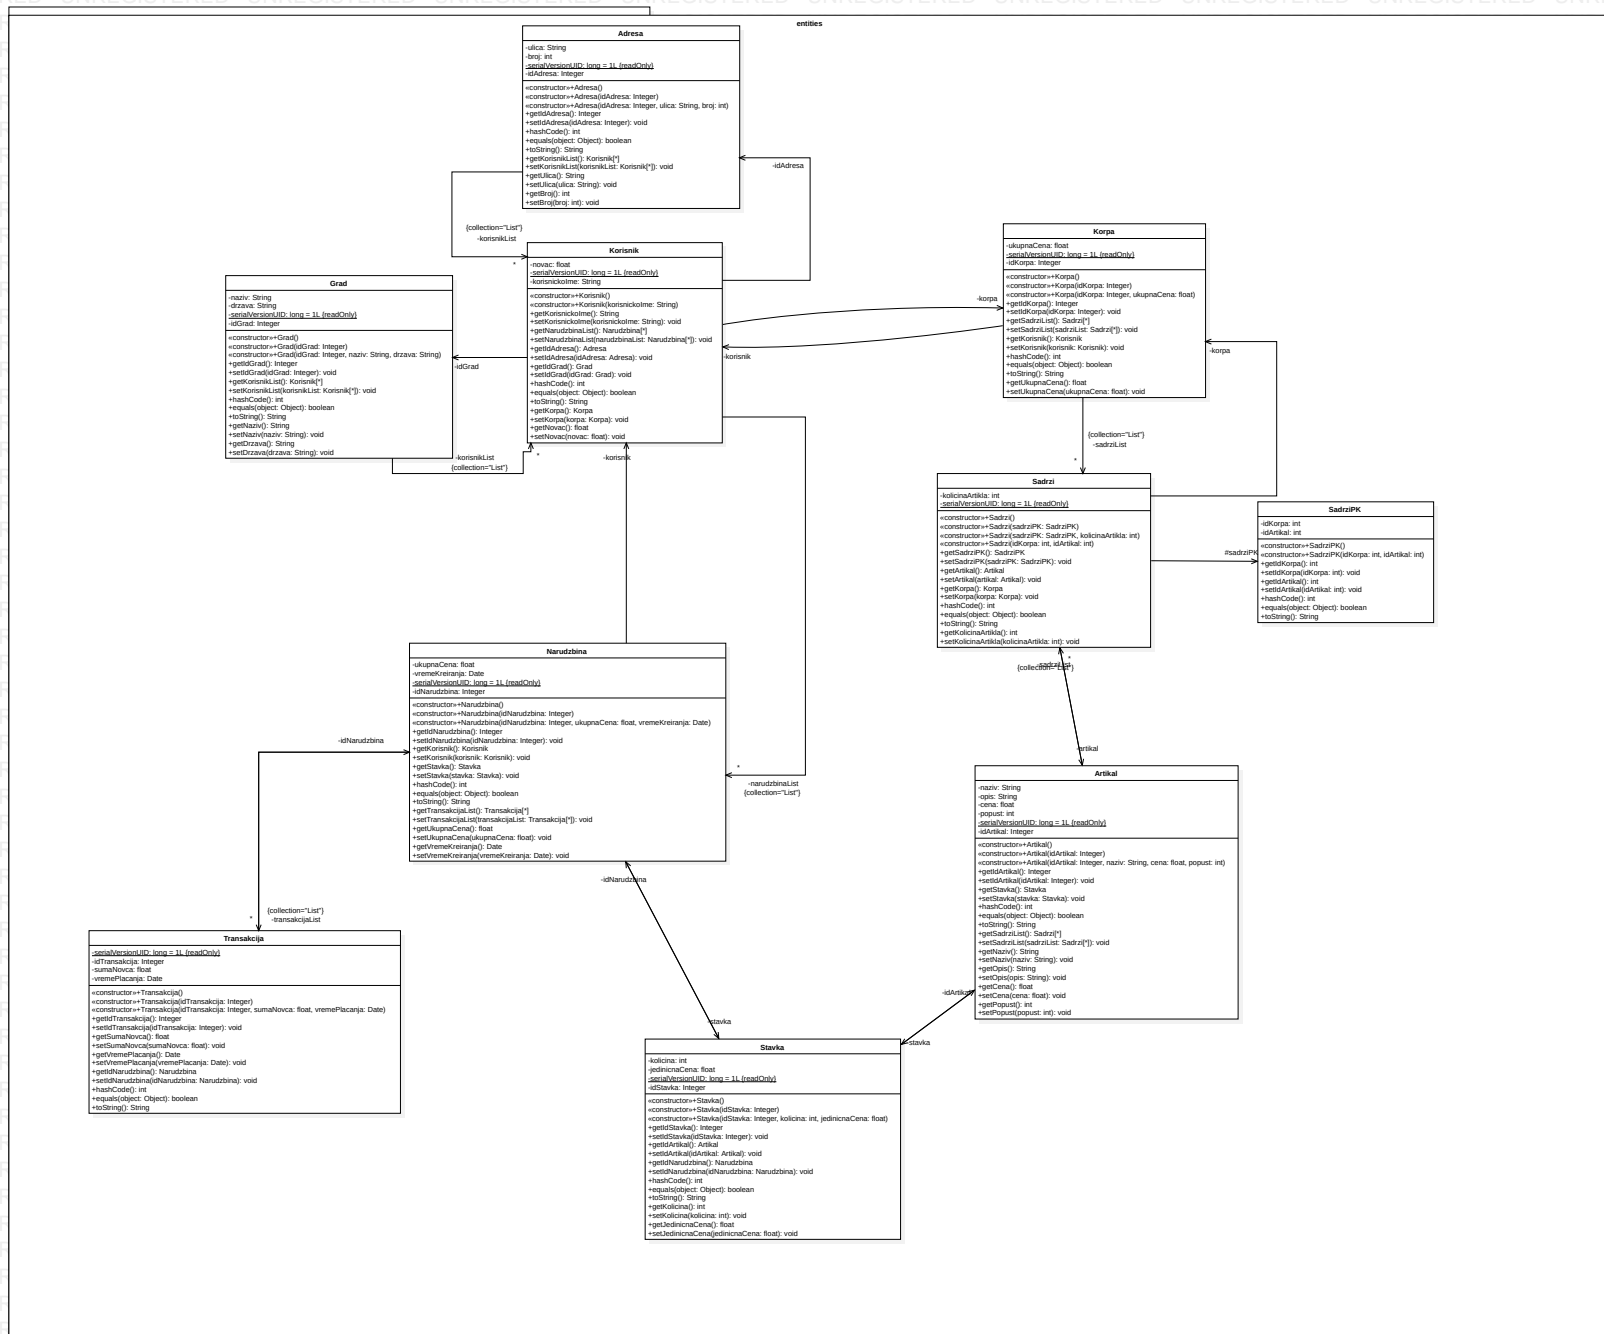 UNREGISTERED UNREGISTERED UNREGISTERED UNREGISTERED UNREGISTERED UNREGISTERED
entities
Adresa
-ulica: String
-broj: int
-serialVersionUID: long = 1L {readOnly}
-idAdresa: Integer
«constructor»+Adresa()
«constructor»+Adresa(idAdresa: Integer)
«constructor»+Adresa(idAdresa: Integer, ulica: String, broj: int)
+getIdAdresa(): Integer
+setIdAdresa(idAdresa: Integer): void
+hashCode(): int
+equals(object: Object): boolean
+toString(): String
+getKorisnikList(): Korisnik[*]
+setKorisnikList(korisnikList: Korisnik[*]): void
+getUlica(): String
+setUlica(ulica: String): void
+getBroj(): int
+setBroj(broj: int): void
-idAdresa
{collection="List"}
-korisnikList
*
Korisnik
-novac: float
-serialVersionUID: long = 1L {readOnly}
-korisnickoIme: String
«constructor»+Korisnik()
«constructor»+Korisnik(korisnickoIme: String)
+getKorisnickoIme(): String
+setKorisnickoIme(korisnickoIme: String): void
+getNarudzbinaList(): Narudzbina[*]
+setNarudzbinaList(narudzbinaList: Narudzbina[*]): void
+getIdAdresa(): Adresa
+setIdAdresa(idAdresa: Adresa): void
+getIdGrad(): Grad
+setIdGrad(idGrad: Grad): void
+hashCode(): int
+equals(object: Object): boolean
+toString(): String
+getKorpa(): Korpa
+setKorpa(korpa: Korpa): void
+getNovac(): float
+setNovac(novac: float): void
Grad
-naziv: String
-drzava: String
-serialVersionUID: long = 1L {readOnly}
-idGrad: Integer
«constructor»+Grad()
«constructor»+Grad(idGrad: Integer)
«constructor»+Grad(idGrad: Integer, naziv: String, drzava: String)
+getIdGrad(): Integer
+setIdGrad(idGrad: Integer): void
+getKorisnikList(): Korisnik[*]
+setKorisnikList(korisnikList: Korisnik[*]): void
+hashCode(): int
+equals(object: Object): boolean
+toString(): String
+getNaziv(): String
+setNaziv(naziv: String): void
+getDrzava(): String
+setDrzava(drzava: String): void
-idGrad
-korisnikList
{collection="List"}
*
-korisnik
-korpa
-korisnik
Korpa
-ukupnaCena: float
-serialVersionUID: long = 1L {readOnly}
-idKorpa: Integer
«constructor»+Korpa()
«constructor»+Korpa(idKorpa: Integer)
«constructor»+Korpa(idKorpa: Integer, ukupnaCena: float)
+getIdKorpa(): Integer
+setIdKorpa(idKorpa: Integer): void
+getSadrziList(): Sadrzi[*]
+setSadrziList(sadrziList: Sadrzi[*]): void
+getKorisnik(): Korisnik
+setKorisnik(korisnik: Korisnik): void
+hashCode(): int
+equals(object: Object): boolean
+toString(): String
+getUkupnaCena(): float
+setUkupnaCena(ukupnaCena: float): void
-korpa
{collection="List"}
-sadrziList
*
Sadrzi
-kolicinaArtikla: int
-serialVersionUID: long = 1L {readOnly}
«constructor»+Sadrzi()
«constructor»+Sadrzi(sadrziPK: SadrziPK)
«constructor»+Sadrzi(sadrziPK: SadrziPK, kolicinaArtikla: int)
«constructor»+Sadrzi(idKorpa: int, idArtikal: int)
+getSadrziPK(): SadrziPK
+setSadrziPK(sadrziPK: SadrziPK): void
+getArtikal(): Artikal
+setArtikal(artikal: Artikal): void
+getKorpa(): Korpa
+setKorpa(korpa: Korpa): void
+hashCode(): int
+equals(object: Object): boolean
+toString(): String
+getKolicinaArtikla(): int
+setKolicinaArtikla(kolicinaArtikla: int): void
#sadrziPK
SadrziPK
-idKorpa: int
-idArtikal: int
«constructor»+SadrziPK()
«constructor»+SadrziPK(idKorpa: int, idArtikal: int)
+getIdKorpa(): int
+setIdKorpa(idKorpa: int): void
+getIdArtikal(): int
+setIdArtikal(idArtikal: int): void
+hashCode(): int
+equals(object: Object): boolean
+toString(): String
*
-sadrziList
{collection="List"}
-artikal
Narudzbina
-ukupnaCena: float
-vremeKreiranja: Date
-serialVersionUID: long = 1L {readOnly}
-idNarudzbina: Integer
«constructor»+Narudzbina()
«constructor»+Narudzbina(idNarudzbina: Integer)
«constructor»+Narudzbina(idNarudzbina: Integer, ukupnaCena: float, vremeKreiranja: Date)
+getIdNarudzbina(): Integer
+setIdNarudzbina(idNarudzbina: Integer): void
+getKorisnik(): Korisnik
+setKorisnik(korisnik: Korisnik): void
+getStavka(): Stavka
+setStavka(stavka: Stavka): void
+hashCode(): int
+equals(object: Object): boolean
+toString(): String
+getTransakcijaList(): Transakcija[*]
+setTransakcijaList(transakcijaList: Transakcija[*]): void
+getUkupnaCena(): float
+setUkupnaCena(ukupnaCena: float): void
+getVremeKreiranja(): Date
+setVremeKreiranja(vremeKreiranja: Date): void
-idNarudzbina
*
-narudzbinaList
{collection="List"}
Artikal
-naziv: String
-opis: String
-cena: float
-popust: int
-serialVersionUID: long = 1L {readOnly}
-idArtikal: Integer
«constructor»+Artikal()
«constructor»+Artikal(idArtikal: Integer)
«constructor»+Artikal(idArtikal: Integer, naziv: String, cena: float, popust: int)
+getIdArtikal(): Integer
+setIdArtikal(idArtikal: Integer): void
+getStavka(): Stavka
+setStavka(stavka: Stavka): void
+hashCode(): int
+equals(object: Object): boolean
+toString(): String
+getSadrziList(): Sadrzi[*]
+setSadrziList(sadrziList: Sadrzi[*]): void
+getNaziv(): String
+setNaziv(naziv: String): void
+getOpis(): String
+setOpis(opis: String): void
+getCena(): float
+setCena(cena: float): void
+getPopust(): int
+setPopust(popust: int): void
-idNarudzbina
{collection="List"}
-transakcijaList
*
Transakcija
-serialVersionUID: long = 1L {readOnly}
-idTransakcija: Integer
-sumaNovca: float
-vremePlacanja: Date
«constructor»+Transakcija()
«constructor»+Transakcija(idTransakcija: Integer)
«constructor»+Transakcija(idTransakcija: Integer, sumaNovca: float, vremePlacanja: Date)
+getIdTransakcija(): Integer
+setIdTransakcija(idTransakcija: Integer): void
+getSumaNovca(): float
+setSumaNovca(sumaNovca: float): void
+getVremePlacanja(): Date
+setVremePlacanja(vremePlacanja: Date): void
+getIdNarudzbina(): Narudzbina
+setIdNarudzbina(idNarudzbina: Narudzbina): void
+hashCode(): int
+equals(object: Object): boolean
+toString(): String
-stavka
-idArtikal
-stavka
Stavka
-kolicina: int
-jedinicnaCena: float
-serialVersionUID: long = 1L {readOnly}
-idStavka: Integer
«constructor»+Stavka()
«constructor»+Stavka(idStavka: Integer)
«constructor»+Stavka(idStavka: Integer, kolicina: int, jedinicnaCena: float)
+getIdStavka(): Integer
+setIdStavka(idStavka: Integer): void
+getIdArtikal(): Artikal
+setIdArtikal(idArtikal: Artikal): void
+getIdNarudzbina(): Narudzbina
+setIdNarudzbina(idNarudzbina: Narudzbina): void
+hashCode(): int
+equals(object: Object): boolean
+toString(): String
+getKolicina(): int
+setKolicina(kolicina: int): void
+getJedinicnaCena(): float
+setJedinicnaCena(jedinicnaCena: float): void